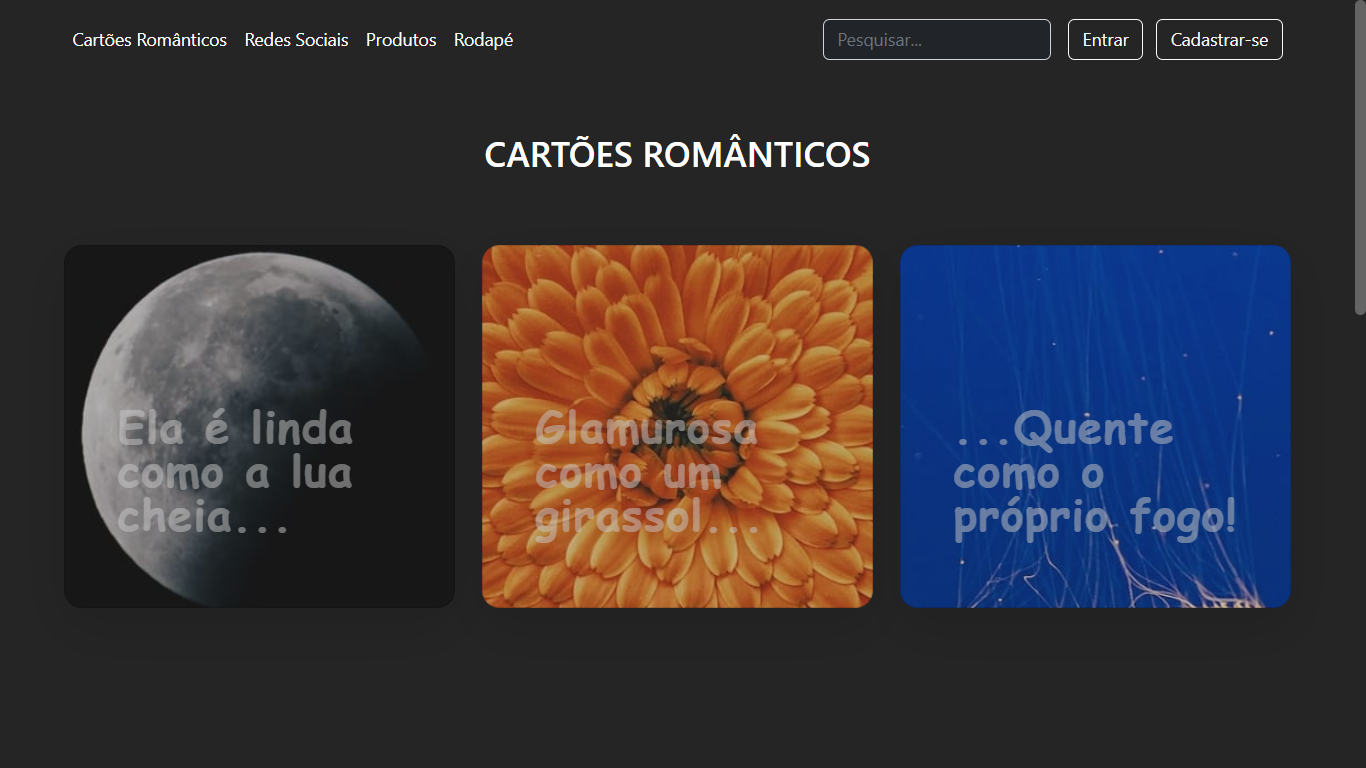 Cartões Românticos Redes Sociais Produtos Rodapé Pesquisar... Entrar Cadastrar-se
CARTÕES ROMÂNTICOS
Ela é linda
como a lua
cheia...
Glamurosa
como um
girassol...
...Quente
como o
próprio fogo!